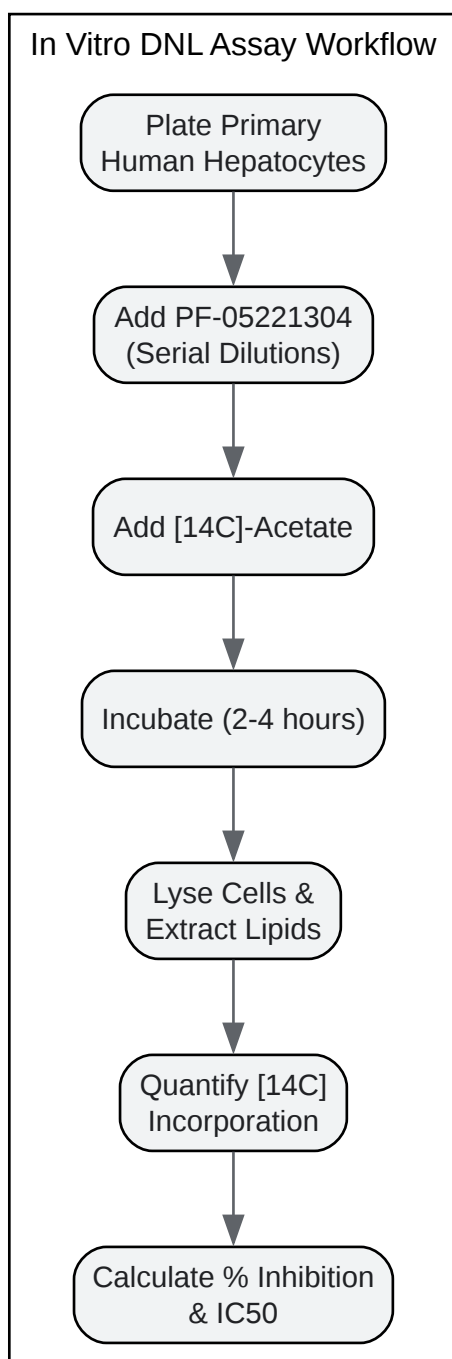 In Vitro DNL Assay Workflow
Plate Primary
Human Hepatocytes
Add PF-05221304
(Serial Dilutions)
Add [14C]-Acetate
Incubate (2-4 hours)
Lyse Cells &
Extract Lipids
Quantify [14C]
Incorporation
Calculate % Inhibition
& IC50